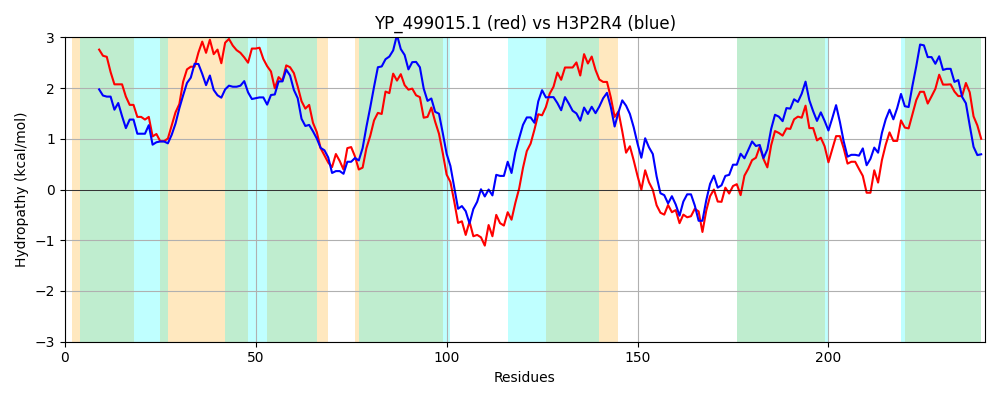 YP_499015.1 (red) vs H3P2R4 (blue)
Hydropathy (kcal/mol)
3
2
1
0
−1
−2
−3
0 50 100 150 200
Residues